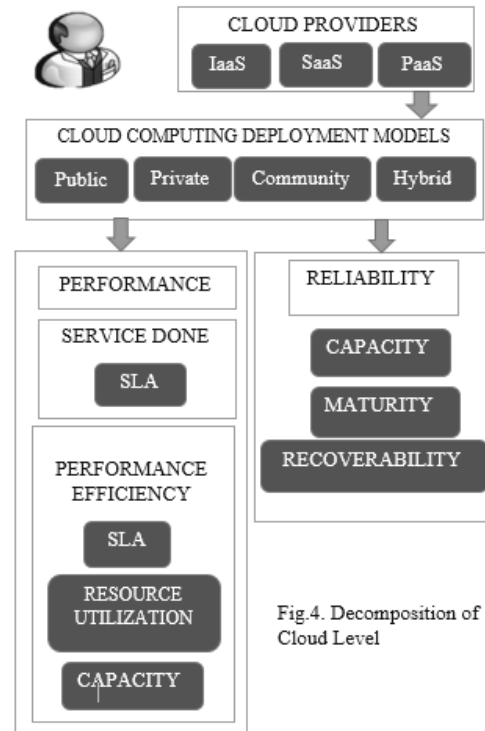 CLOUD PROVIDERS
IaaS
SaaS
PaaS
CLOUD COMPUTING DEPLOYMENT MODELS
Public
Private
Community
Hybrid
PERFORMANCE
SERVICE DONE
SLA
PERFORMANCE
EFFICIENCY
SLA
RESOURCE
UTILIZATION
CAPACITY
RELIABILITY
CAPACITY
MATURITY
RECOVERABILITY
Fig.4. Decomposition of
Cloud Level